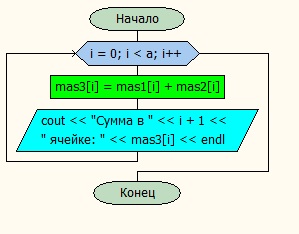 Начало
i = 0; i < a; i++
mas3[i] = mas1[i] + mas2[i]
cout << "Сумма в " << i + 1 <<
" ячейке: " << mas3[i] << endl
Конец